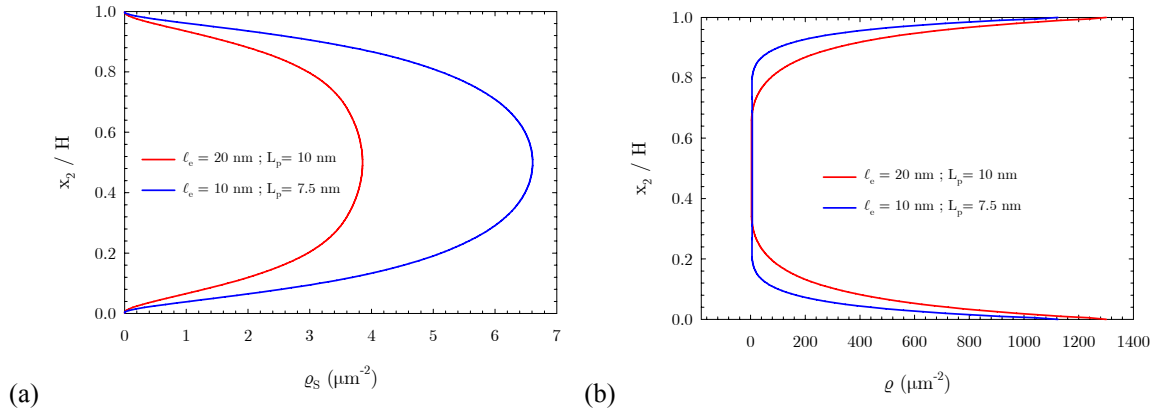 1.0
0.8
0.6
0.4
0.2
0.0
x₂ / H
ℓₑ = 20 nm ; Lₚ= 10 nm
ℓₑ = 10 nm ; Lₚ= 7.5 nm
0 1 2 3 4 5 6 7
ϱ_S (μm⁻²)
(a)
1.0
0.8
0.6
0.4
0.2
0.0
x₂ / H
ℓₑ = 20 nm ; Lₚ= 10 nm
ℓₑ = 10 nm ; Lₚ= 7.5 nm
0 200 400 600 800 1000 1200 1400
ϱ (μm⁻²)
(b)